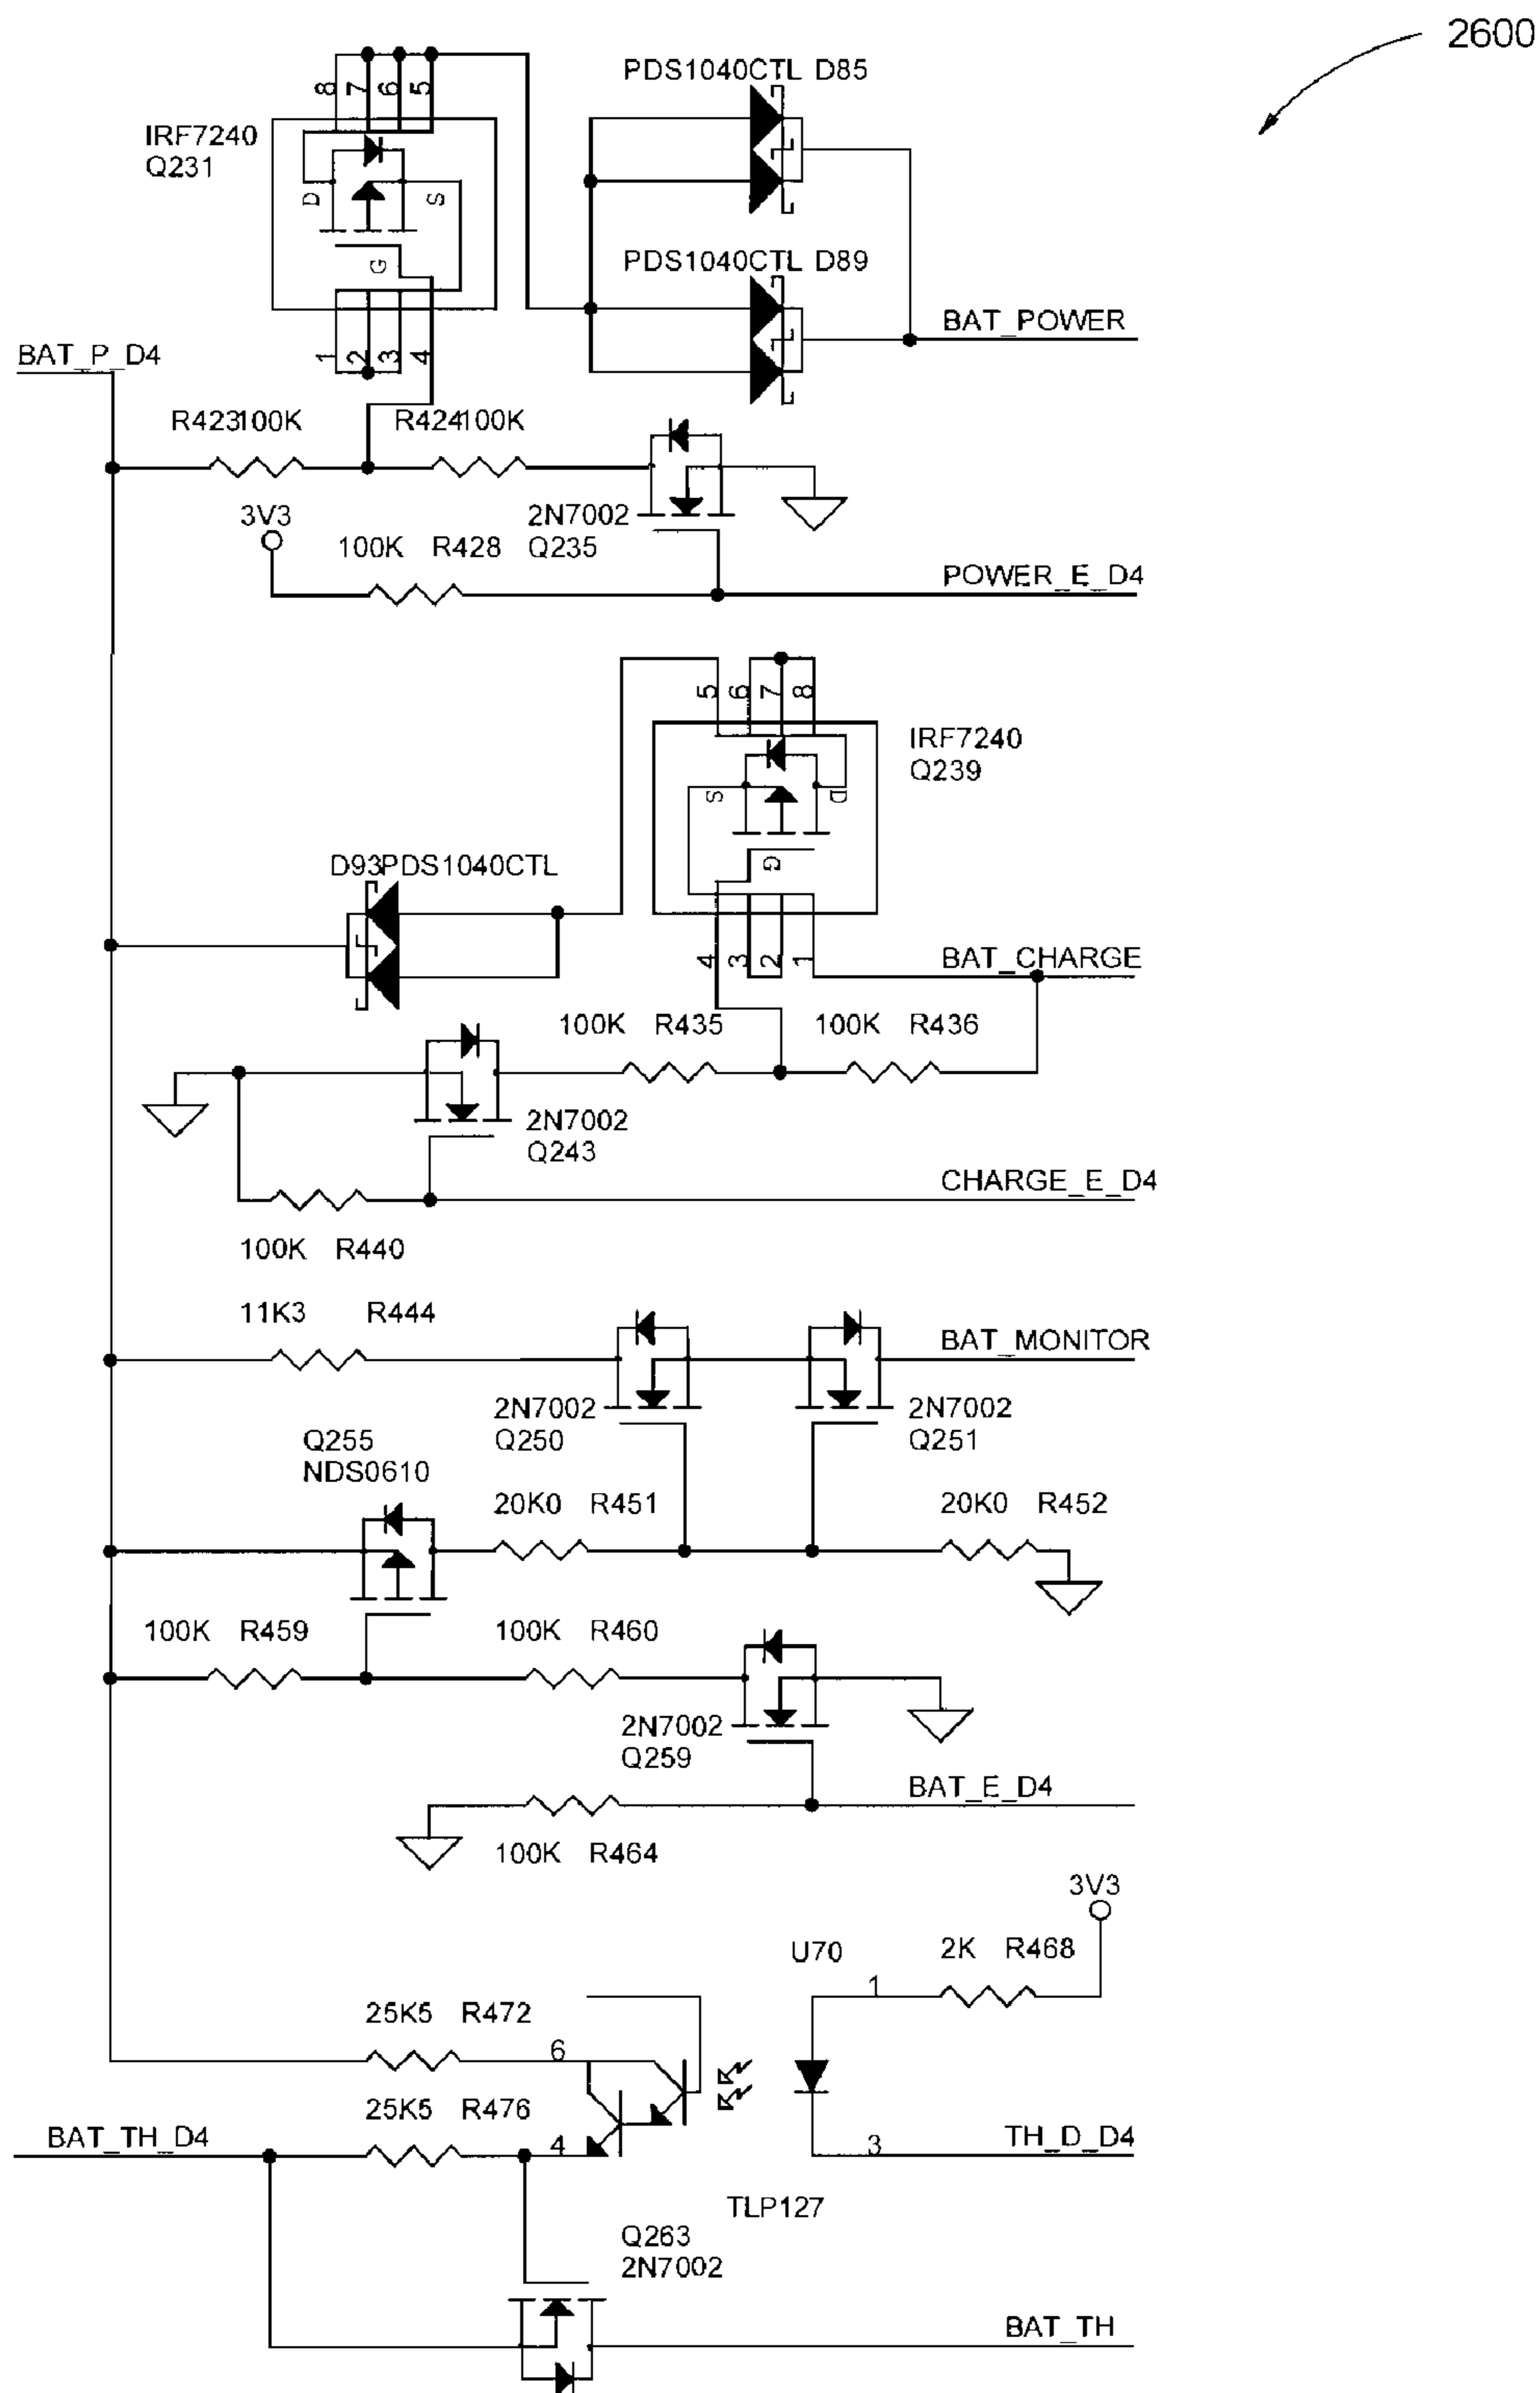 2600
PDS1040CTL D85
8 7 6 5
IRF7240
Q231
D S
G
PDS1040CTL D89
BAT_POWER
1 2 3 4
BAT_P_D4
R423100K R424100K
3V3
2N7002
Q235
100K R428
POWER_E_D4
5 6 7 8
IRF7240
Q239
S D
G
D93PDS1040CTL
4 3 2 1
BAT_CHARGE
100K R435 100K R436
2N7002
Q243
CHARGE_E_D4
100K R440
11K3 R444
BAT_MONITOR
2N7002
Q250
2N7002
Q251
Q255
NDS0610
20K0 R451
20K0 R452
100K R459 100K R460
2N7002
Q259
BAT_E_D4
100K R464
3V3
U70
2K R468
1
25K5 R472
6
25K5 R476
BAT_TH_D4
4
3
TH_D_D4
TLP127
Q263
2N7002
BAT_TH